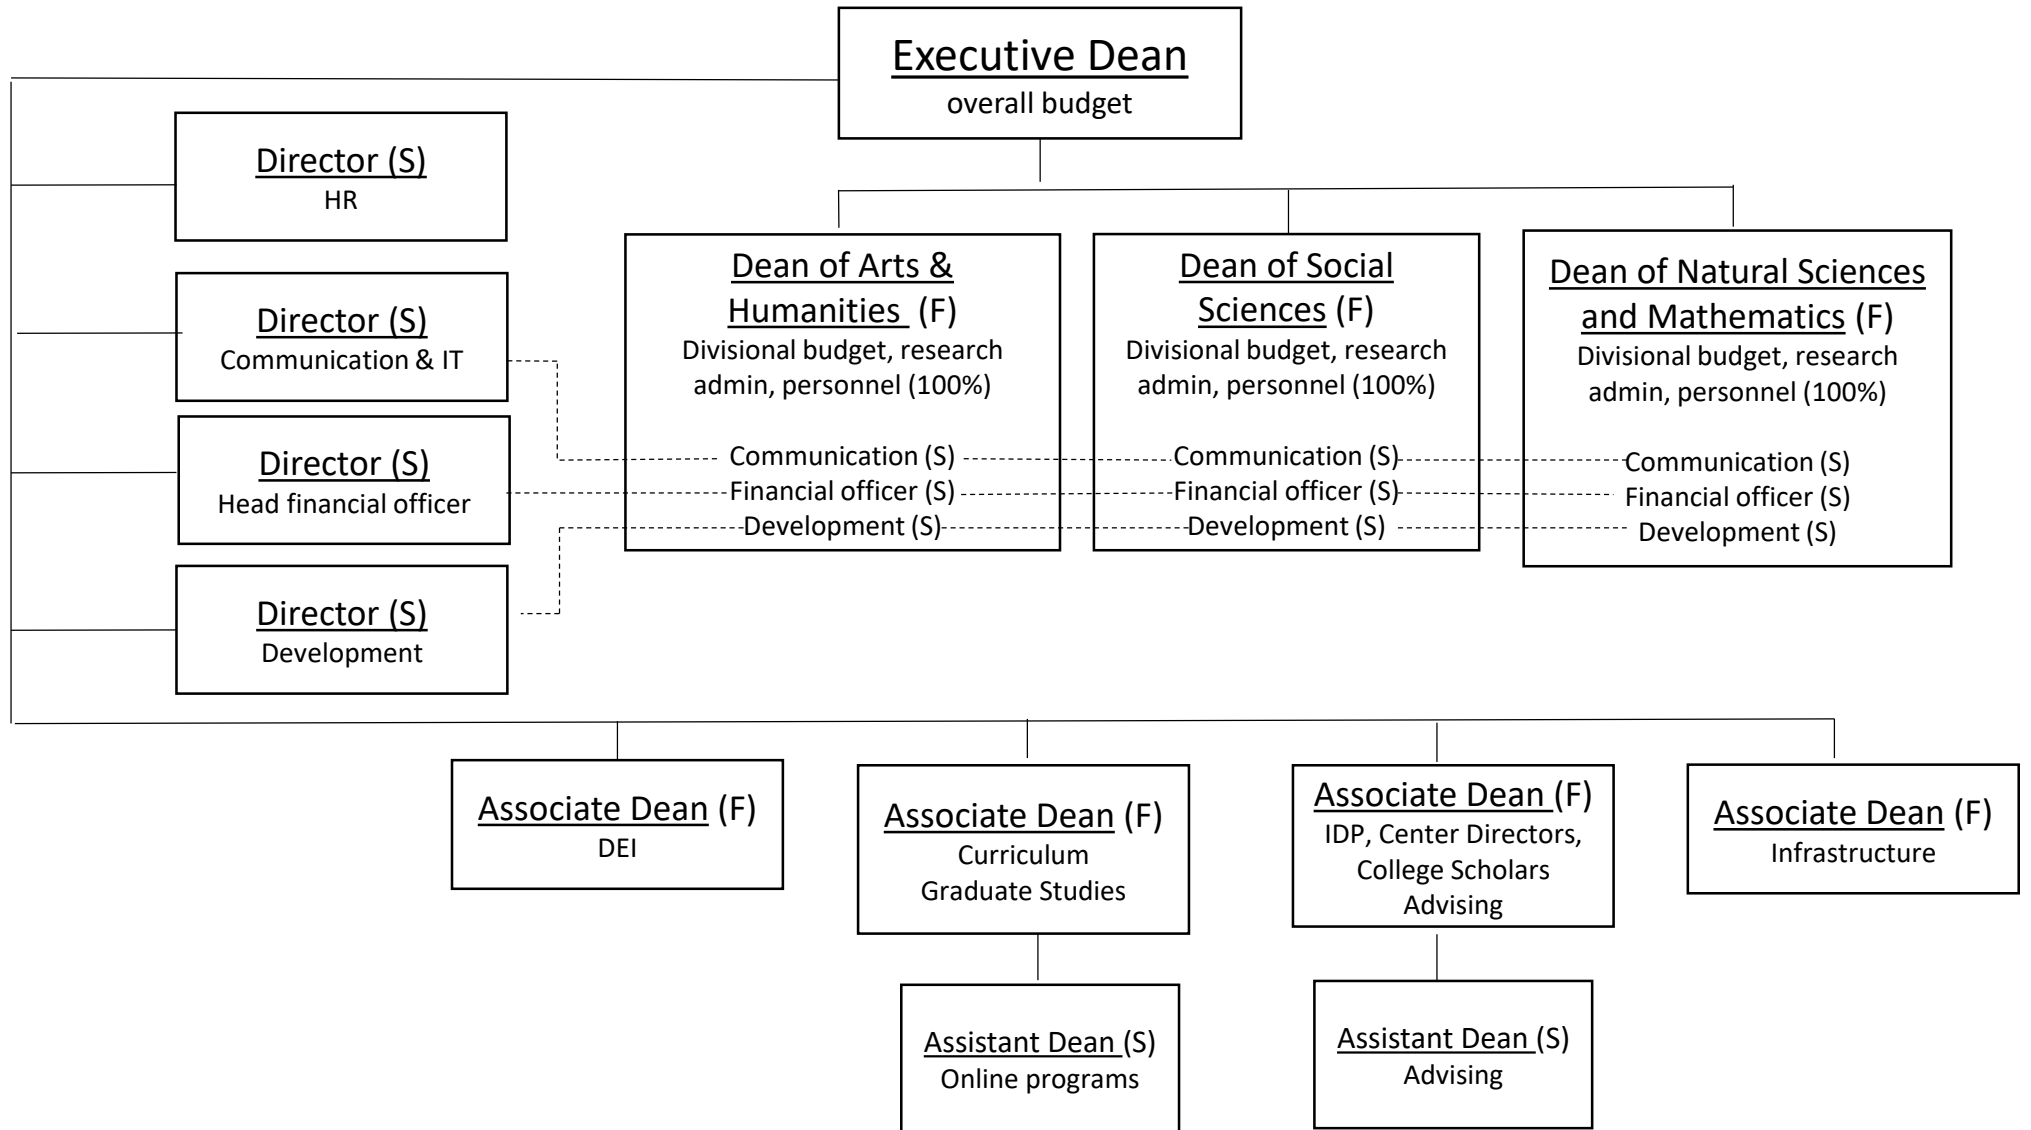 Executive Dean
overall budget
Director (S)
HR
Director (S)
Communication & IT
Director (S)
Head financial officer
Director (S)
Development
Dean of Arts &
Humanities (F)
Divisional budget, research
admin, personnel (100%)
Communication (S)
Financial officer (S)
Development (S)
Dean of Social
Sciences (F)
Divisional budget, research
admin, personnel (100%)
Communication (S)
Financial officer (S)
Development (S)
Dean of Natural Sciences
and Mathematics (F)
Divisional budget, research
admin, personnel (100%)
Communication (S)
Financial officer (S)
Development (S)
Associate Dean (F)
DEI
Associate Dean (F)
Curriculum
Graduate Studies
Associate Dean (F)
IDP, Center Directors,
College Scholars
Advising
Associate Dean (F)
Infrastructure
Assistant Dean (S)
Online programs
Assistant Dean (S)
Advising